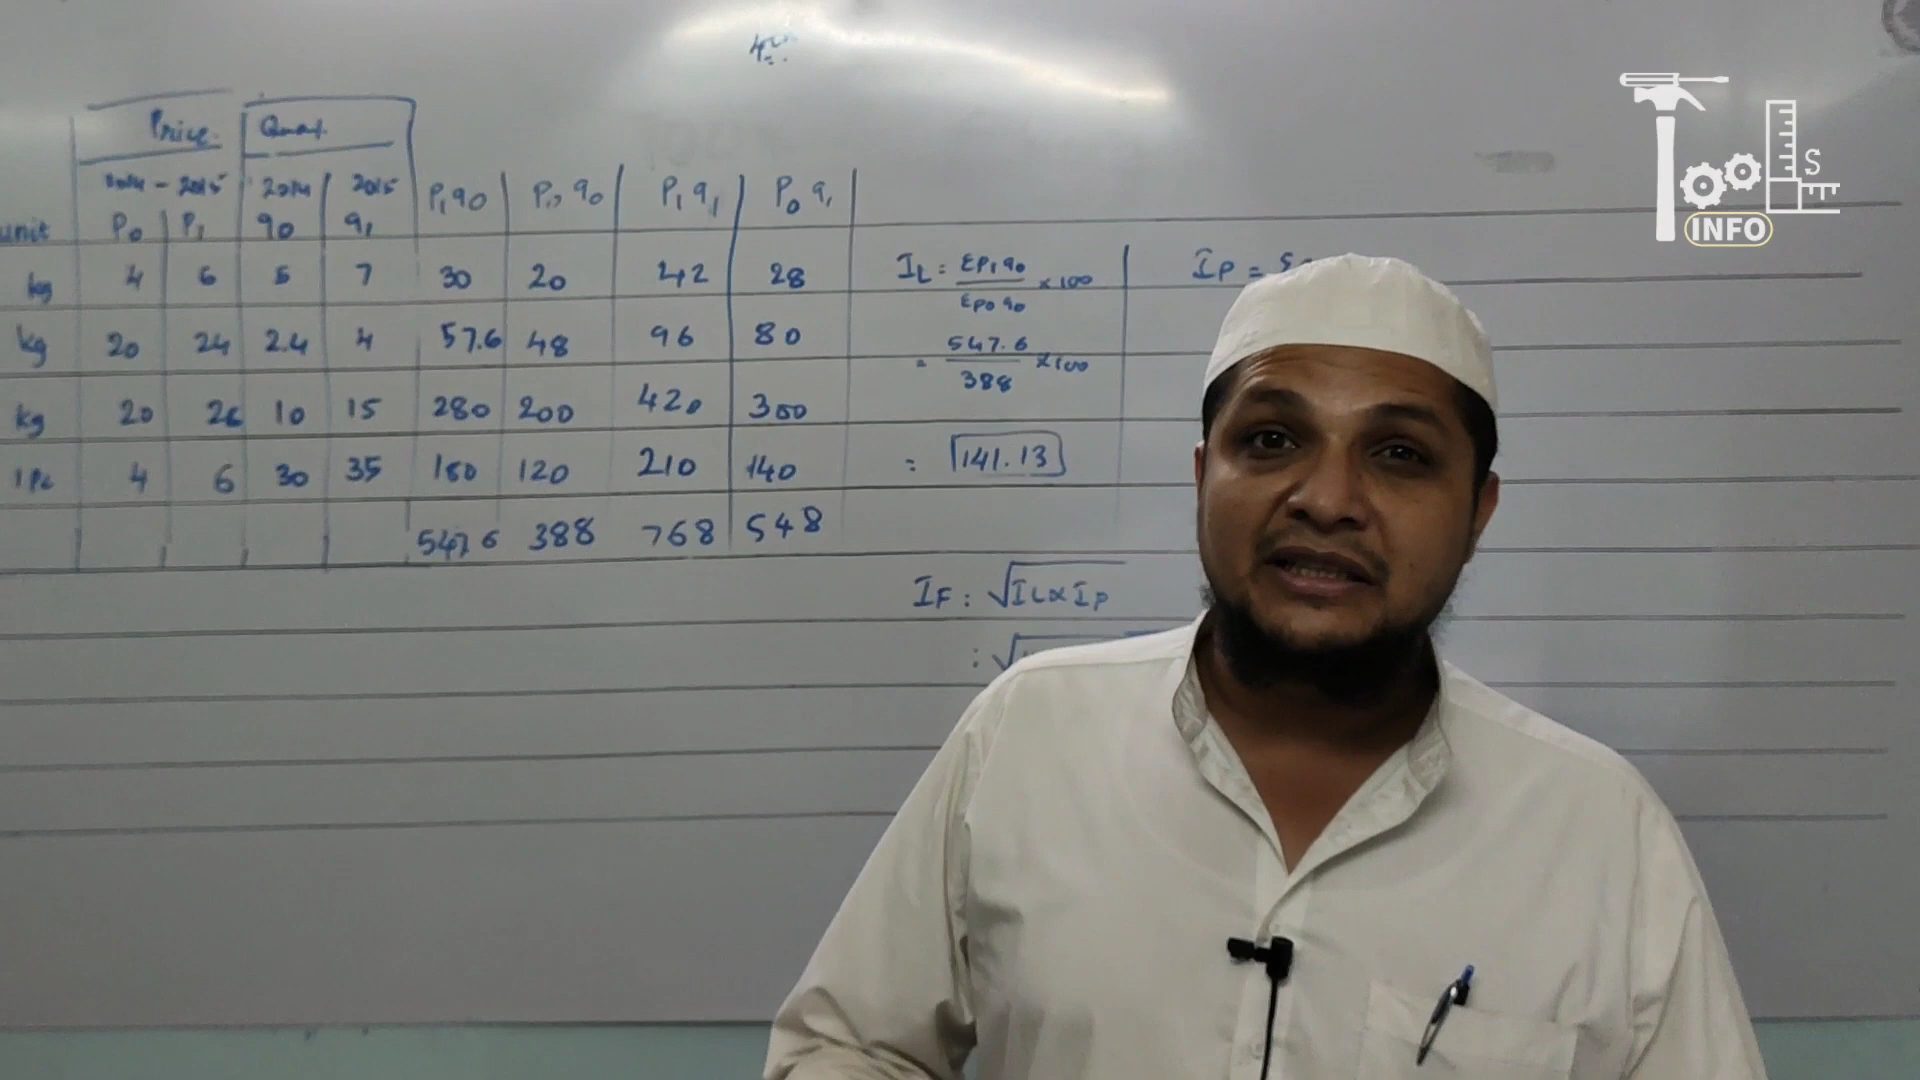 Price Quant.
2014 - 2015 2014 2015
unit P0 P1 q0 q1 P1q0 P0q0 P1q1 P0q1
kg 4 6 5 7 30 20 42 28
kg 20 24 2.4 4 57.6 48 96 80
kg 20 10 15 280 200 420 300
1 Pc 4 6 30 35 180 120 210 140
547.6 388 768 548
IL = Σp1q0 / Σp0q0 × 100
= 547.6 / 388 × 100
= 141.13
IP =
IF : √IL × IP
: √
TOOLS
INFO